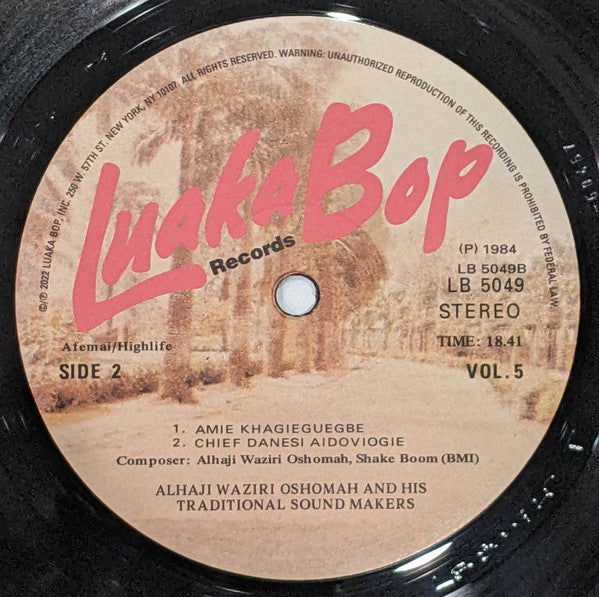 ©/℗ 2022 LUAKA BOP, INC. 250 W. 57TH ST. NEW YORK, NY 10107. ALL RIGHTS RESERVED. WARNING: UNAUTHORIZED REPRODUCTION OF THIS RECORDING IS PROHIBITED BY FEDERAL LAW
Luaka Bop
Records
(P) 1984
LB 5049B
LB 5049
STEREO
Afemai/Highlife
TIME: 18.41
SIDE 2
VOL.5
1. AMIE KHAGIEGUEGBE
2. CHIEF DANESI AIDOVIOGIE
Composer: Alhaji Waziri Oshomah, Shake Boom (BMI)
ALHAJI WAZIRI OSHOMAH AND HIS
TRADITIONAL SOUND MAKERS